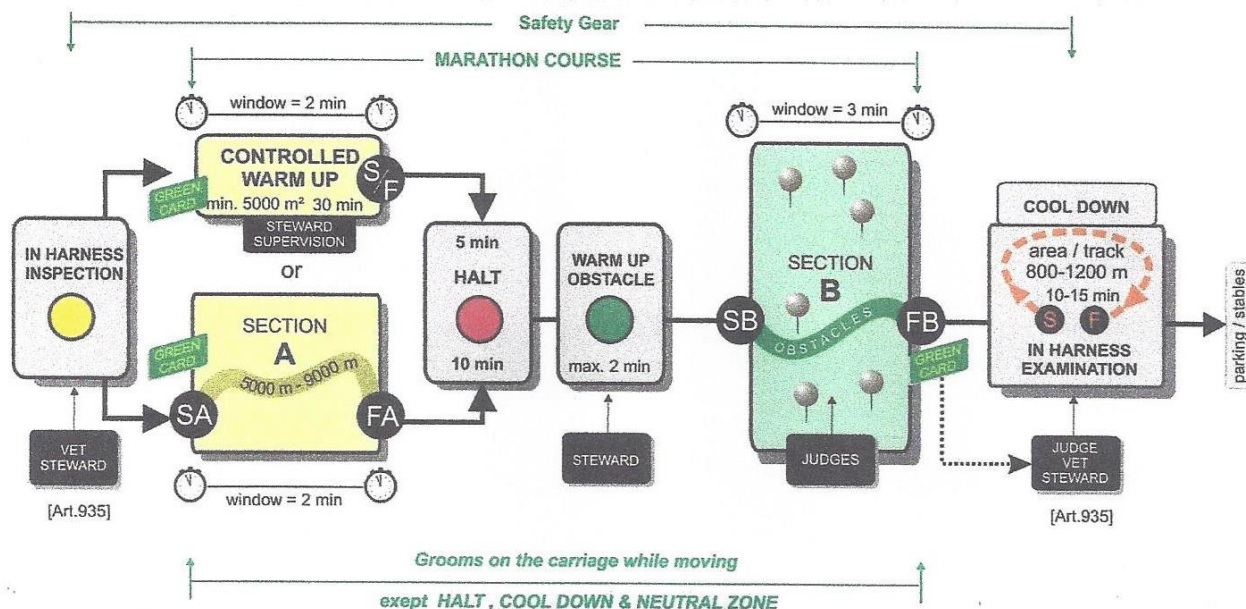 Safety Gear
MARATHON COURSE
window = 2 min
window = 3 min
CONTROLLED
WARM UP
S/F
GREEN
CARD
min. 5000 m² 30 min
STEWARD
SUPERVISION
or
IN HARNESS
INSPECTION
SECTION
A
5000 m - 9000 m
GREEN
CARD
SA
FA
VET
STEWARD
[Art.935]
window = 2 min
5 min
HALT
10 min
WARM UP
OBSTACLE
max. 2 min
STEWARD
SECTION
B
SB
OBSTACLES
FB
JUDGES
GREEN
CARD
COOL DOWN
area / track
800-1200 m
10-15 min
S F
IN HARNESS
EXAMINATION
JUDGE
VET
STEWARD
[Art.935]
parking / stables
Grooms on the carriage while moving
exept HALT , COOL DOWN & NEUTRAL ZONE